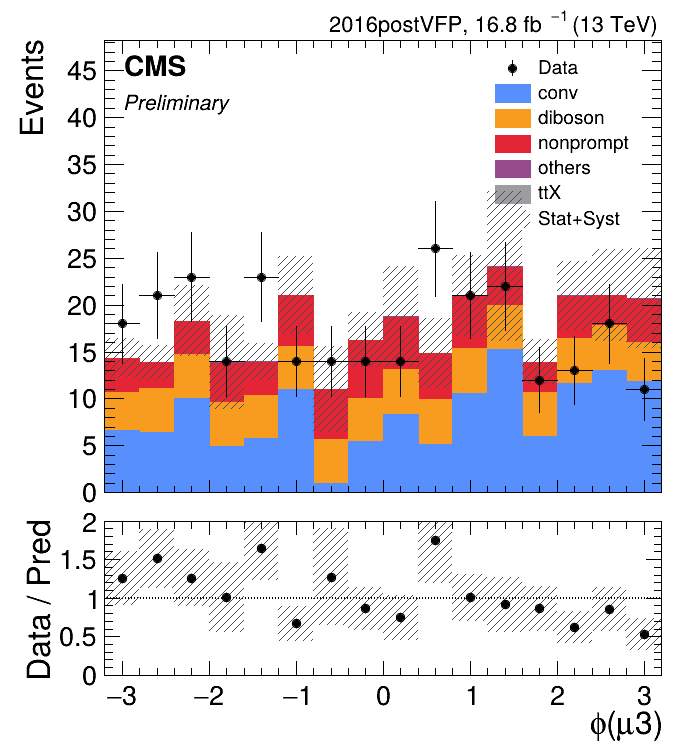 2016postVFP, 16.8 fb⁻¹ (13 TeV)
Events
CMS
Preliminary
Data
conv
diboson
nonprompt
others
ttX
Stat+Syst
45
40
35
30
25
20
15
10
5
0
Data / Pred
2
1.5
1
0.5
0
−3 −2 −1 0 1 2 3
ϕ(μ3)